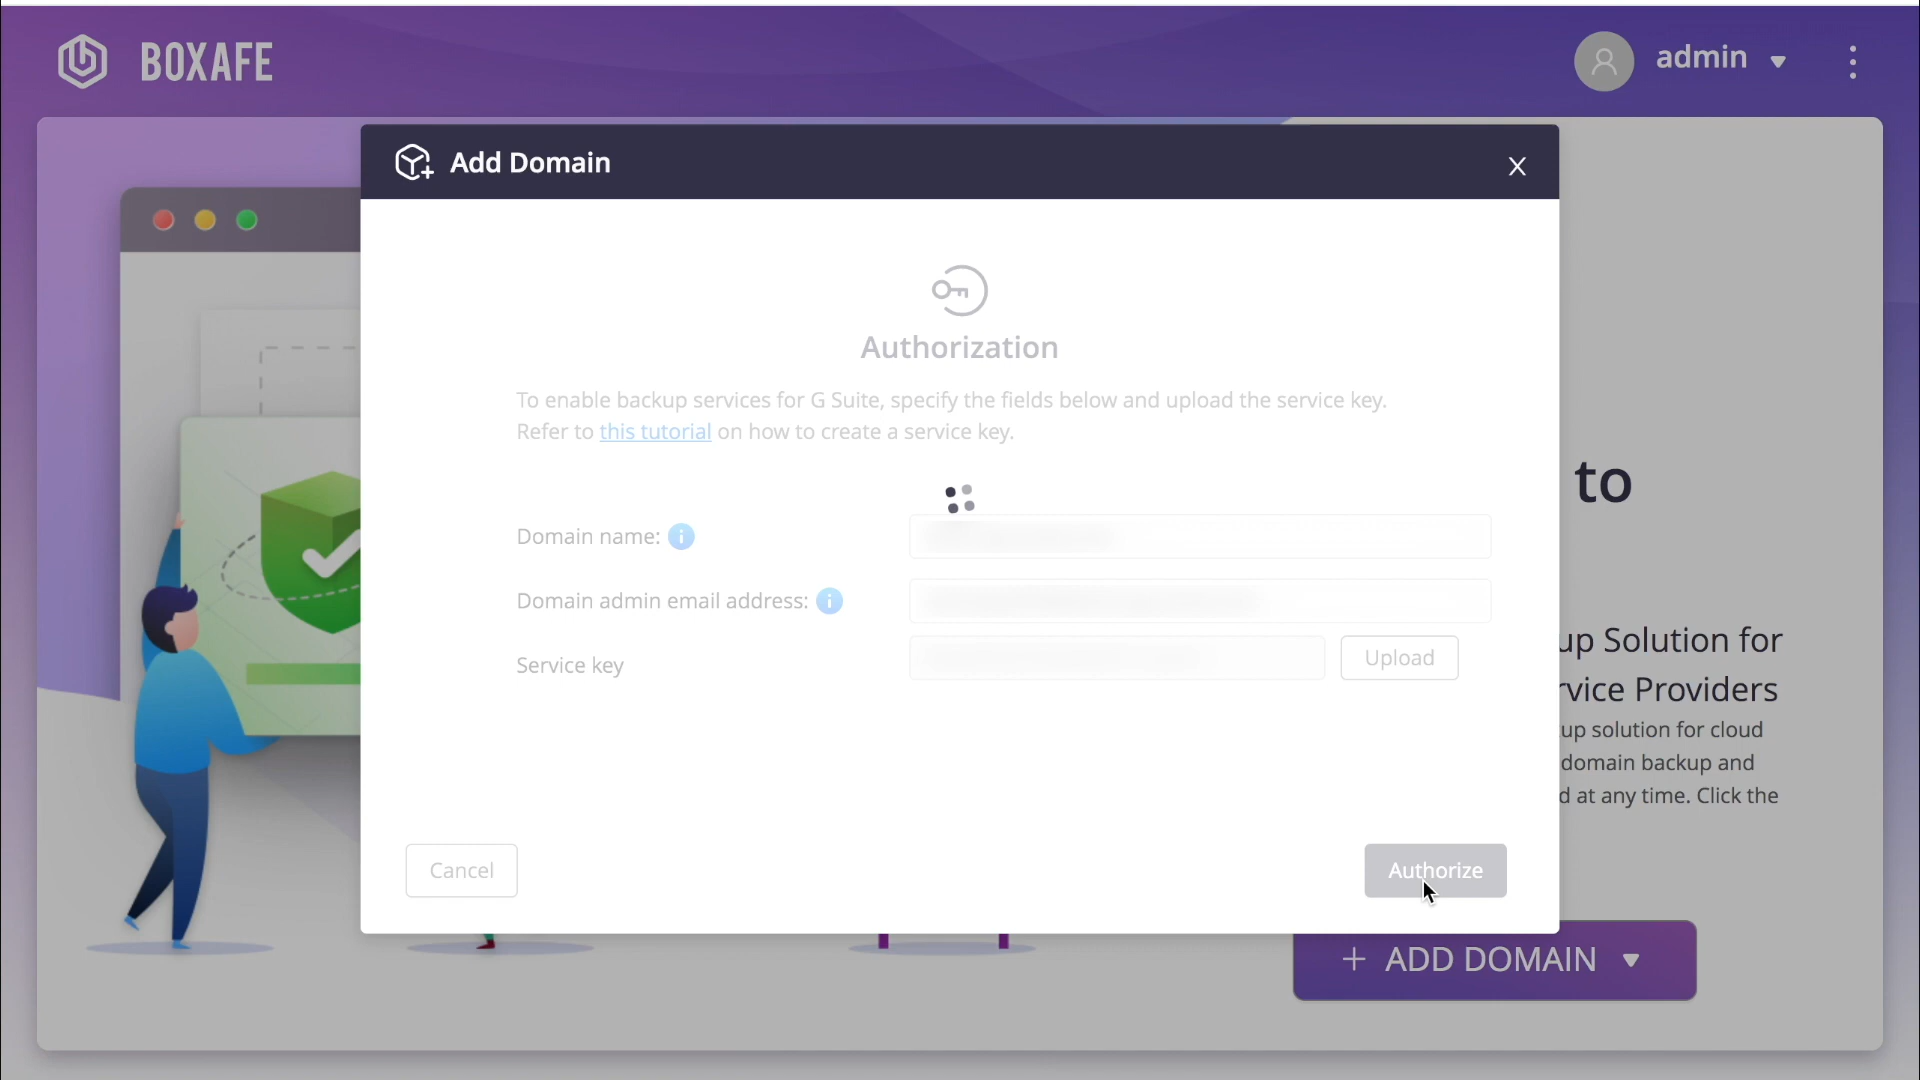 BOXAFE
admin
Add Domain
X
Authorization
To enable backup services for G Suite, specify the fields below and upload the service key.
Refer to this tutorial on how to create a service key.
to
Domain name: i
Domain admin email address: i
Service key
Upload
up Solution for
rvice Providers
up solution for cloud
domain backup and
d at any time. Click the
Cancel
Authorize
+ ADD DOMAIN